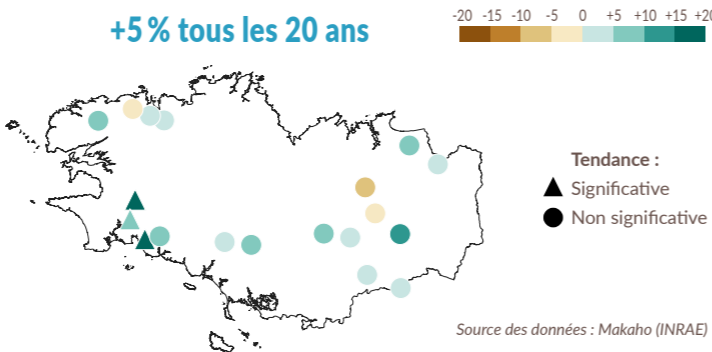 +5 % tous les 20 ans
-20 -15 -10 -5 0 +5 +10 +15 +20
Tendance :
Significative
Non significative
Source des données : Makaho (INRAE)